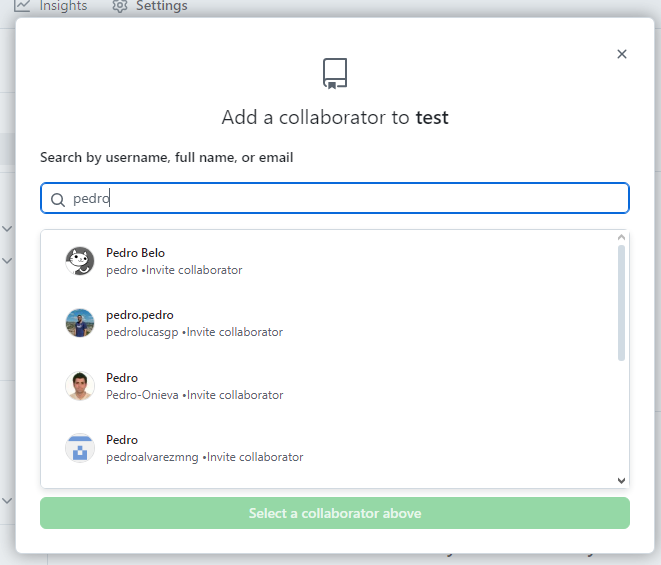 Insights Settings
Add a collaborator to test
Search by username, full name, or email
pedro
Pedro Belo
pedro •Invite collaborator
pedro.pedro
pedrolucasgp •Invite collaborator
Pedro
Pedro-Onieva •Invite collaborator
Pedro
pedroalvarezmng •Invite collaborator
Select a collaborator above